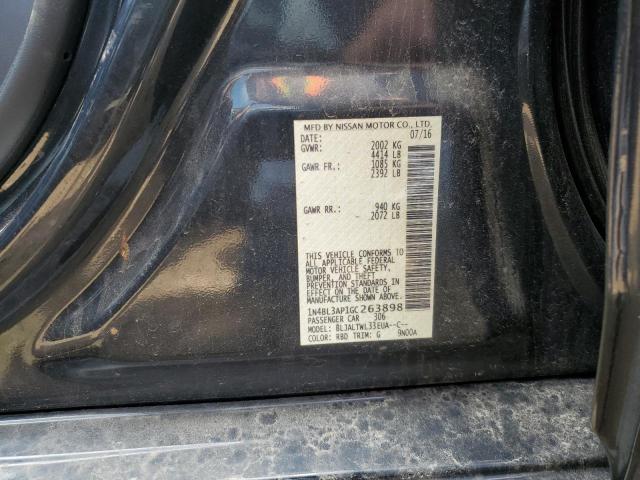 MFD BY NISSAN MOTOR CO., LTD.
DATE: 07/16
GVWR: 2002 KG
4414 LB
GAWR FR.: 1085 KG
2392 LB
GAWR RR.: 940 KG
2072 LB
THIS VEHICLE CONFORMS TO
ALL APPLICABLE FEDERAL
MOTOR VEHICLE SAFETY,
BUMPER, AND THEFT
PREVENTION STANDARDS IN
EFFECT ON THE DATE OF
MANUFACTURE SHOWN ABOVE.
1N4BL3AP1GC263898
PASSENGER CAR 306
MODEL: BLJALTWL33EUA--C--
COLOR: RBD TRIM: G 9N00A